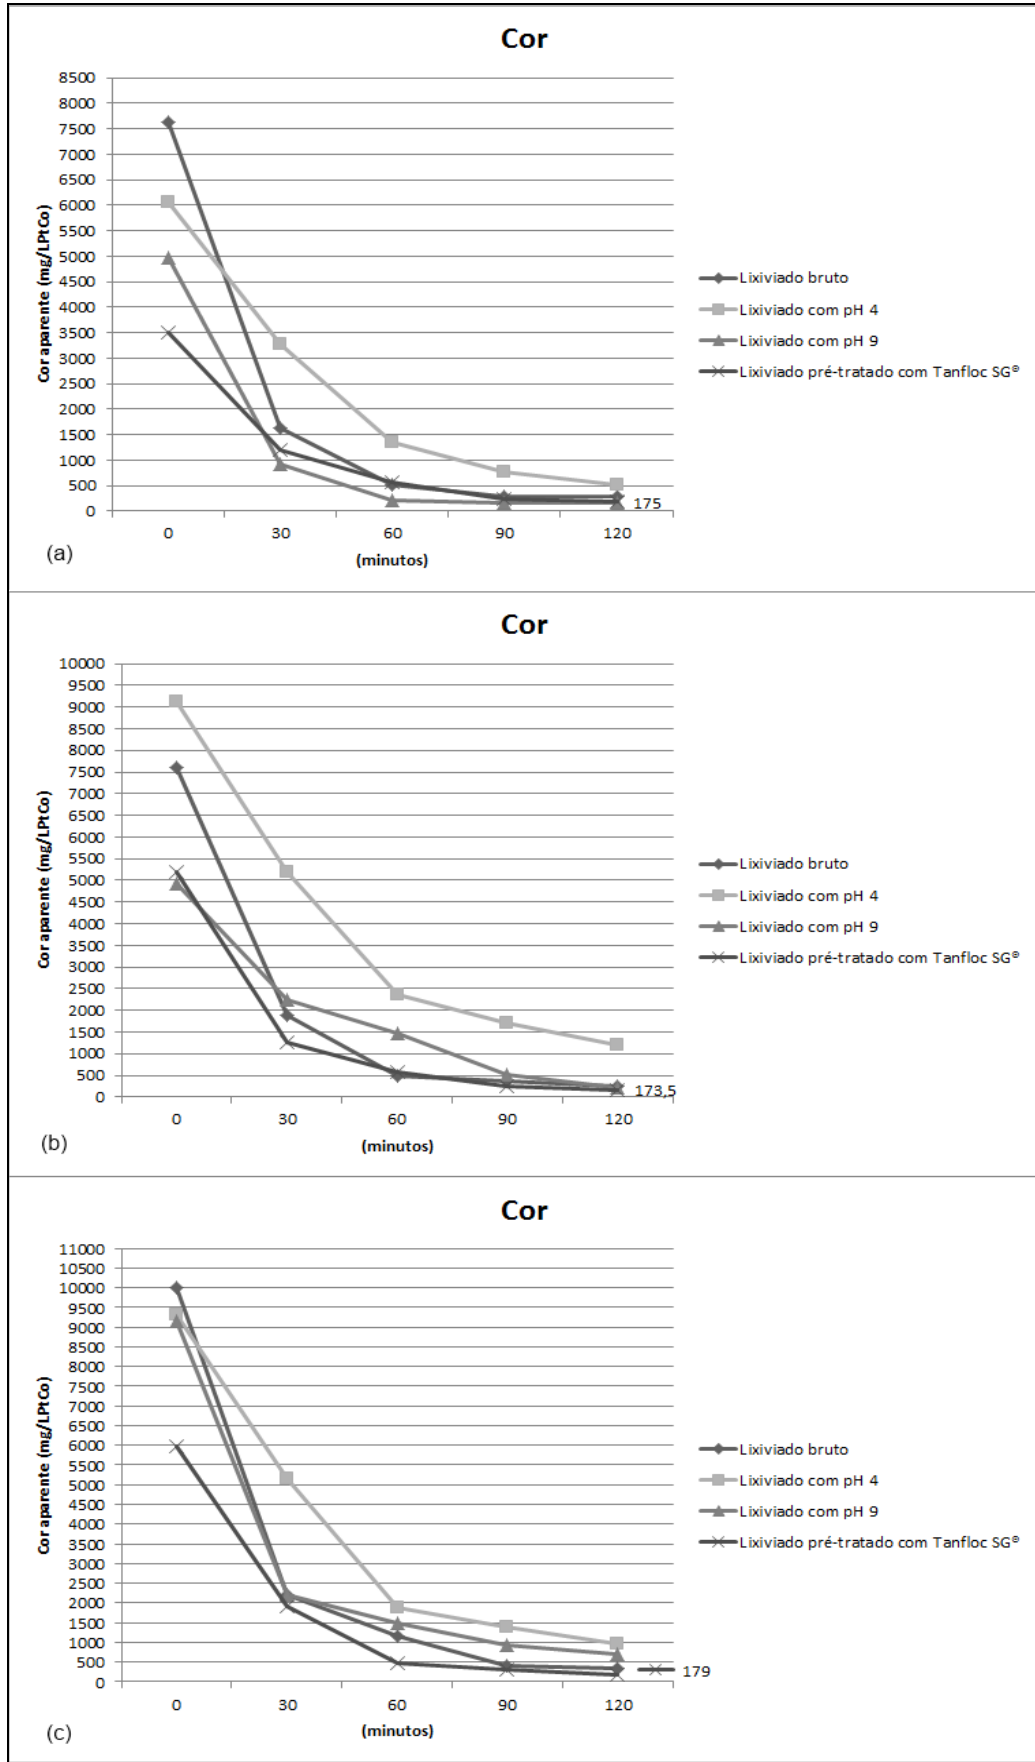 Cor
Cor aparente (mg/LPtCo)
8500
8000
7500
7000
6500
6000
5500
5000
4500
4000
3500
3000
2500
2000
1500
1000
500
0
175
0 30 60 90 120
(minutos)
Lixiviado bruto
Lixiviado com pH 4
Lixiviado com pH 9
Lixiviado pré-tratado com Tanfloc SG®
(a)
Cor
Cor aparente (mg/LPtCo)
10000
9500
9000
8500
8000
7500
7000
6500
6000
5500
5000
4500
4000
3500
3000
2500
2000
1500
1000
500
0
173,5
0 30 60 90 120
(minutos)
Lixiviado bruto
Lixiviado com pH 4
Lixiviado com pH 9
Lixiviado pré-tratado com Tanfloc SG®
(b)
Cor
Cor aparente (mg/LPtCo)
11000
10500
10000
9500
9000
8500
8000
7500
7000
6500
6000
5500
5000
4500
4000
3500
3000
2500
2000
1500
1000
500
0
179
0 30 60 90 120
(minutos)
Lixiviado bruto
Lixiviado com pH 4
Lixiviado com pH 9
Lixiviado pré-tratado com Tanfloc SG®
(c)